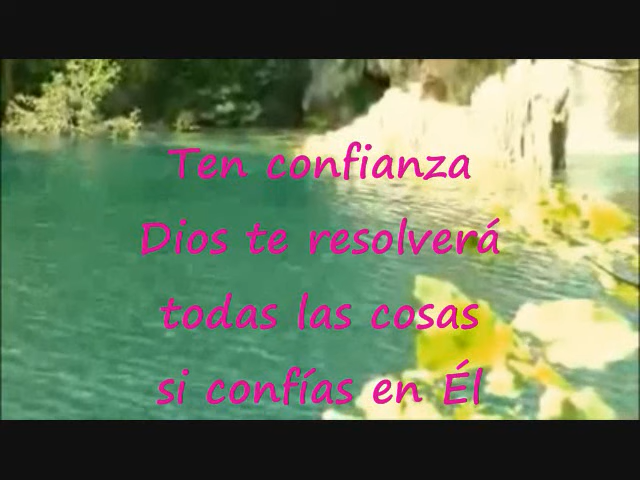 Ten confianza
Dios te resolverá
todas las cosas
si confías en Él